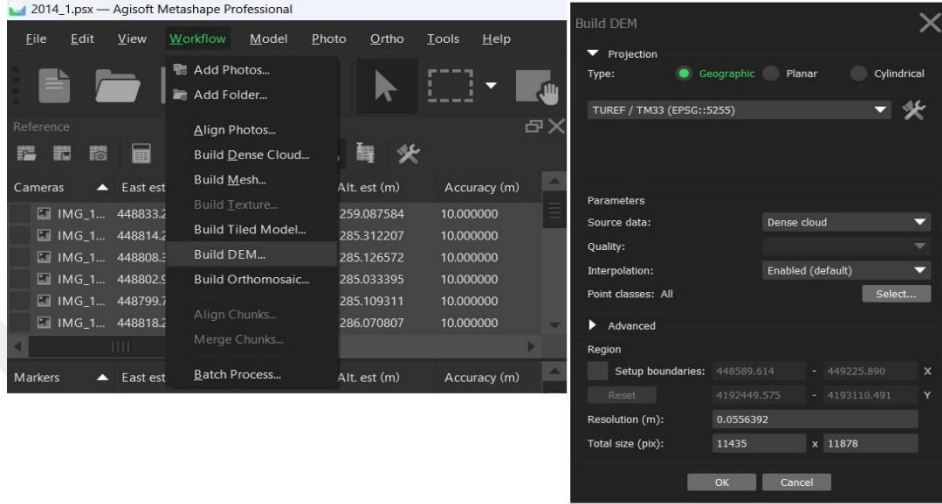 2014_1.psx — Agisoft Metashape Professional
File Edit View Workflow Model Photo Ortho Tools Help
Add Photos...
Add Folder...
Align Photos...
Build Dense Cloud...
Build Mesh...
Build Texture...
Build Tiled Model...
Build DEM...
Build Orthomosaic...
Align Chunks...
Merge Chunks...
Batch Process...
Reference
Cameras East est Alt. est (m) Accuracy (m)
IMG_1... 448833.2 259.087584 10.000000
IMG_1... 448814.2 285.312207 10.000000
IMG_1... 448808.3 285.126572 10.000000
IMG_1... 448802.9 285.033395 10.000000
IMG_1... 448799.7 285.109311 10.000000
IMG_1... 448818.2 286.070807 10.000000
Markers East est Alt. est (m) Accuracy (m)
Build DEM
Projection
Type: Geographic Planar Cylindrical
TUREF / TM33 (EPSG::5255)
Parameters
Source data: Dense cloud
Quality:
Interpolation: Enabled (default)
Point classes: All Select...
Advanced
Region
Setup boundaries: 448589.614 - 449225.890 X
Reset 4192449.575 - 4193110.491 Y
Resolution (m): 0.0556392
Total size (pix): 11435 x 11878
OK Cancel